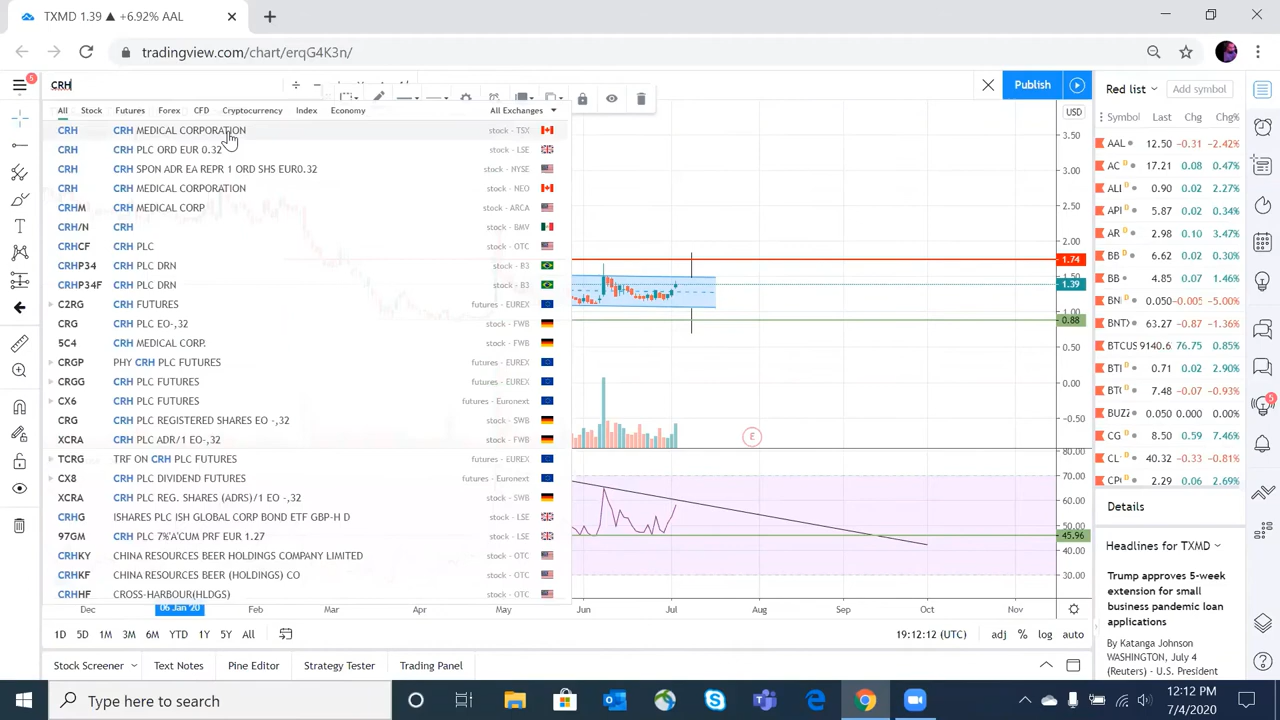 TXMD 1.39 ▲ +6.92% AAL
tradingview.com/chart/erqG4K3n/
5
CRH
Publish
Red list
Add symbol
All Stock Futures Forex CFD Cryptocurrency Index Economy All Exchanges
USD
Symbol Last Chg Chg%
CRH CRH MEDICAL CORPORATION stock - TSX
CRH CRH PLC ORD EUR 0.32 stock - LSE
CRH CRH SPON ADR EA REPR 1 ORD SHS EUR0.32 stock - NYSE
CRH CRH MEDICAL CORPORATION stock - NEO
CRHM CRH MEDICAL CORP stock - ARCA
CRH/N CRH stock - BMV
CRHCF CRH PLC stock - OTC
CRHP34 CRH PLC DRN stock - B3
CRHP34F CRH PLC DRN stock - B3
C2RG CRH FUTURES futures - EUREX
CRG CRH PLC EO-,32 stock - FWB
5C4 CRH MEDICAL CORP. stock - FWB
CRGP PHY CRH PLC FUTURES futures - EUREX
CRGG CRH PLC FUTURES futures - EUREX
CX6 CRH PLC FUTURES futures - Euronext
CRG CRH PLC REGISTERED SHARES EO -,32 stock - SWB
XCRA CRH PLC ADR/1 EO-,32 stock - FWB
TCRG TRF ON CRH PLC FUTURES futures - EUREX
CX8 CRH PLC DIVIDEND FUTURES futures - Euronext
XCRA CRH PLC REG. SHARES (ADRS)/1 EO -,32 stock - SWB
CRHG ISHARES PLC ISH GLOBAL CORP BOND ETF GBP-H D stock - LSE
97GM CRH PLC 7%'A'CUM PRF EUR 1.27 stock - LSE
CRHKY CHINA RESOURCES BEER HOLDINGS COMPANY LIMITED stock - OTC
CRHKF CHINA RESOURCES BEER (HOLDINGS) CO stock - OTC
CRHHF CROSS-HARBOUR(HLDGS) stock - OTC
3.50
3.00
2.50
2.00
1.74
1.50
1.39
1.00
0.88
0.50
0.00
-0.50
80.00
70.00
60.00
50.00
45.96
40.00
30.00
E
AAL 12.50 -0.31 -2.42%
AC D 17.21 0.08 0.47%
ALI D 0.90 0.02 2.27%
API D 5.87 0.02 0.34%
AR D 2.98 0.10 3.47%
BB D 6.62 0.02 0.30%
BB 4.85 0.07 1.46%
BN 0.050 -0.01 -5.00%
BNT 63.27 -0.87 -1.36%
BTCUS 9140.6 76.75 0.85%
BTI D 0.71 0.02 2.90%
BT D 7.48 -0.07 -0.93%
BUZZ 0.050 0.000 0.00%
CG D 8.50 0.59 7.46%
CL 40.32 -0.33 -0.81%
CP D 2.29 0.06 2.69%
5
Details
Headlines for TXMD
Trump approves 5-week
extension for small
business pandemic loan
applications
By Katanga Johnson
WASHINGTON, July 4
(Reuters) - U.S. President
Dec 06 Jan '20 Feb Mar Apr May Jun Jul Aug Sep Oct Nov
1D 5D 1M 3M 6M YTD 1Y 5Y All
19:12:12 (UTC) adj % log auto
Stock Screener Text Notes Pine Editor Strategy Tester Trading Panel
Type here to search
12:12 PM
7/4/2020